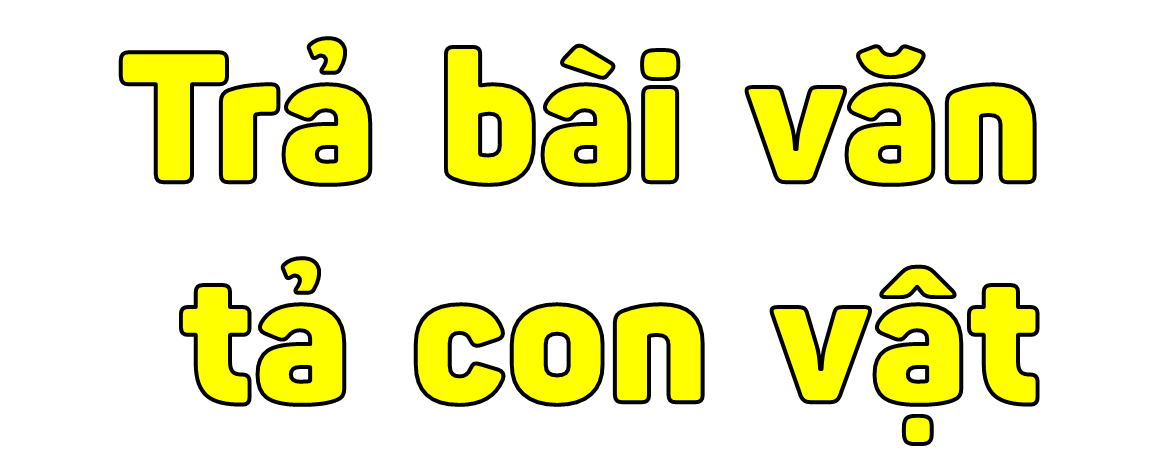 Trả bài văn
tả con vật